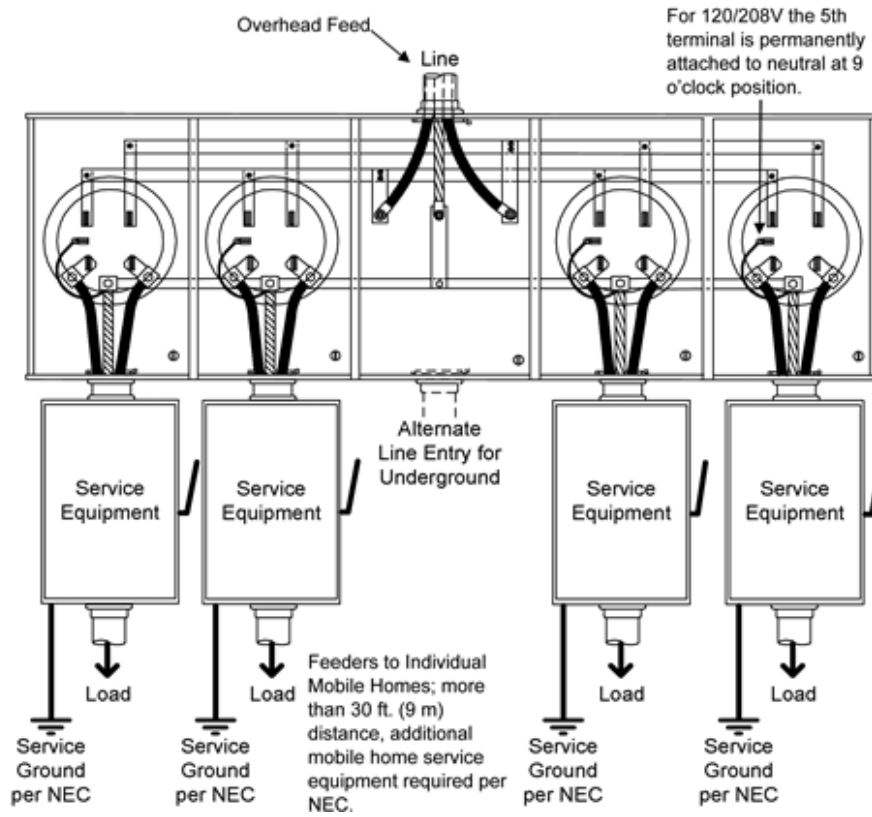 Overhead Feed
Line
For 120/208V the 5th
terminal is permanently
attached to neutral at 9
o'clock position.
Alternate
Line Entry for
Underground
Service
Equipment
Service
Equipment
Service
Equipment
Service
Equipment
Load
Load
Load
Load
Feeders to Individual
Mobile Homes; more
than 30 ft. (9 m)
distance, additional
mobile home service
equipment required per
NEC.
Service
Ground
per NEC
Service
Ground
per NEC
Service
Ground
per NEC
Service
Ground
per NEC